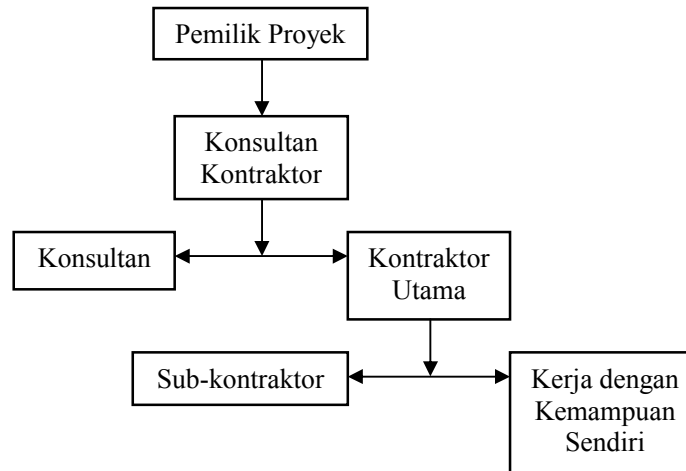 Pemilik Proyek
Konsultan
Kontraktor
Konsultan
Kontraktor
Utama
Sub-kontraktor
Kerja dengan
Kemampuan
Sendiri